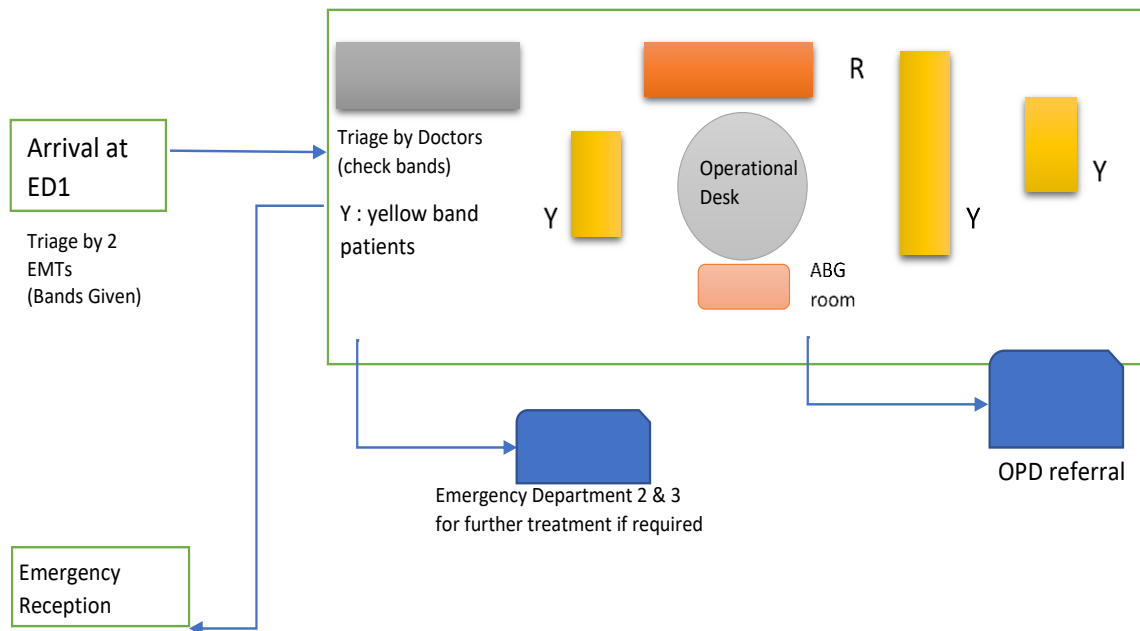 Arrival at
ED1
Triage by 2
EMTs
(Bands Given)
Triage by Doctors
(check bands)
Y : yellow band
patients
Y
Operational
Desk
R
Y
Y
ABG
room
Emergency Department 2 & 3
for further treatment if required
OPD referral
Emergency
Reception